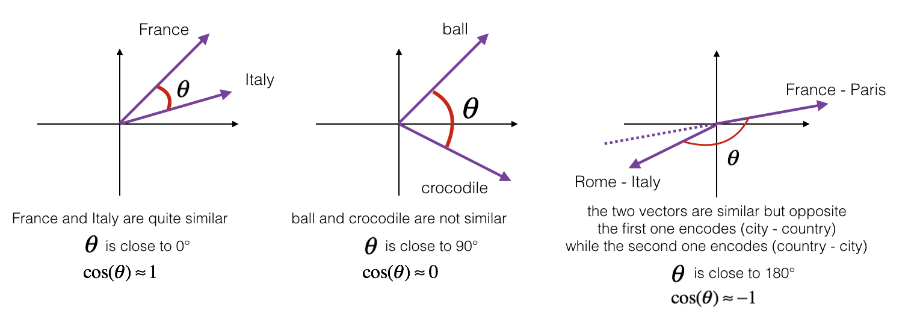 France
Italy
θ
France and Italy are quite similar
θ is close to 0°
cos(θ) ≈ 1
ball
θ
crocodile
ball and crocodile are not similar
θ is close to 90°
cos(θ) ≈ 0
France - Paris
θ
Rome - Italy
the two vectors are similar but opposite
the first one encodes (city - country)
while the second one encodes (country - city)
θ is close to 180°
cos(θ) ≈ −1